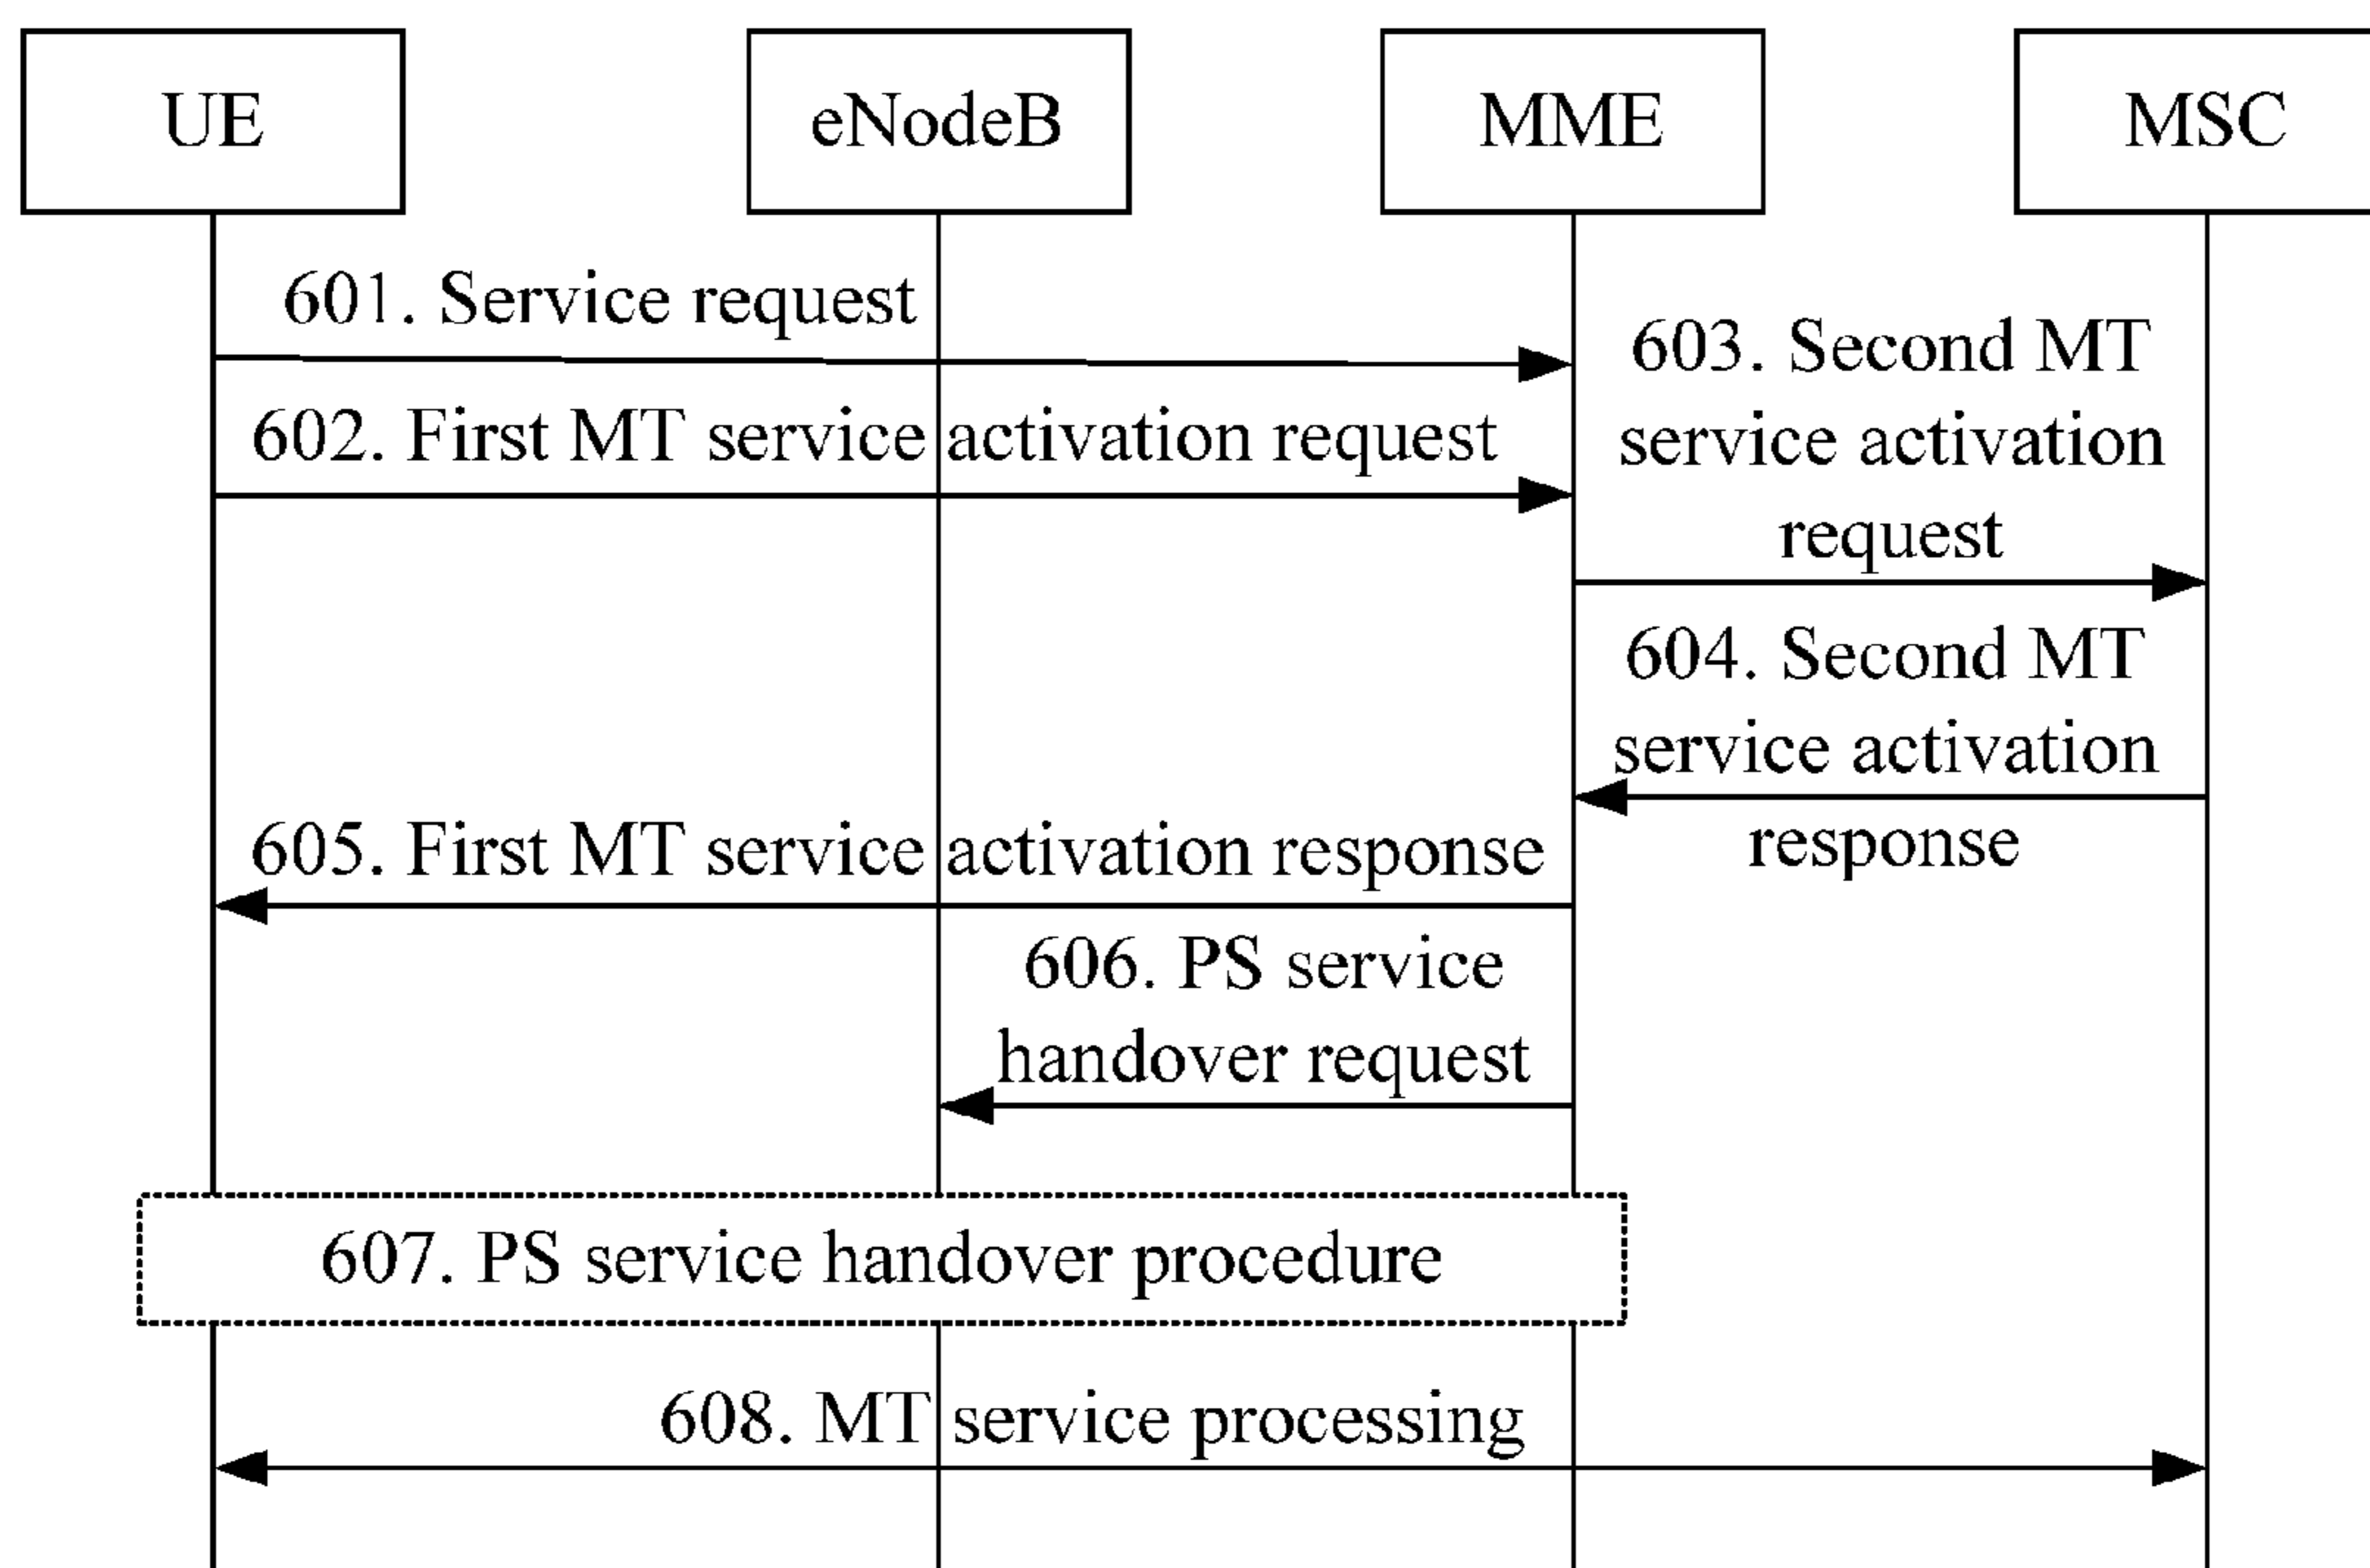 UE
eNodeB
MME
MSC
601. Service request
602. First MT service activation request
603. Second MT
service activation
request
604. Second MT
service activation
response
605. First MT service activation response
606. PS service
handover request
607. PS service handover procedure
608. MT service processing